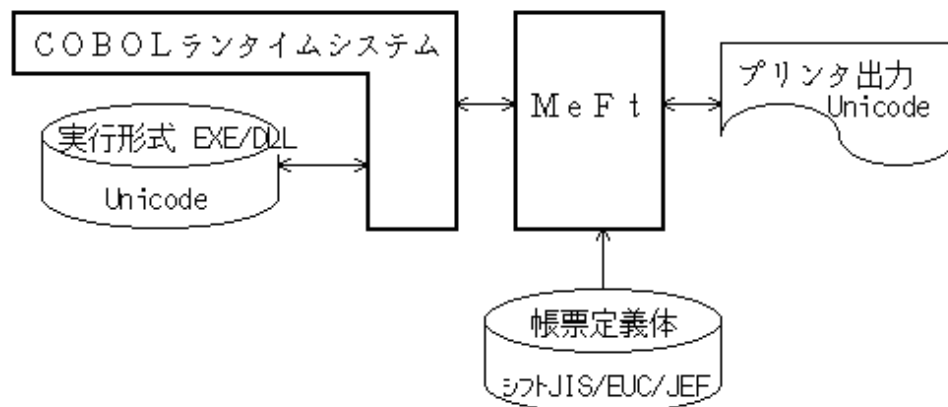 ＣＯＢＯＬランタイムシステム
ＭｅＦｔ
プリンタ出力
Unicode
実行形式 EXE/DLL
Unicode
帳票定義体
ｼﾌﾄJIS/EUC/JEF